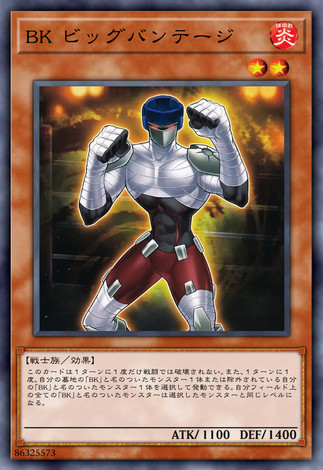 BK ビッグバンテージ
ほのお
炎
【戦士族／効果】
このカードは１ターンに１度だけ戦闘では破壊されない。また、１ターンに１
度、自分の墓地の「BK」と名のついたモンスター１体または除外されている自分
の「BK」と名のついたモンスター１体を選択して発動できる。自分フィールド上
の全ての「BK」と名のついたモンスターは選択したモンスターと同じレベルに
なる。
ATK/1100 DEF/1400
86325573